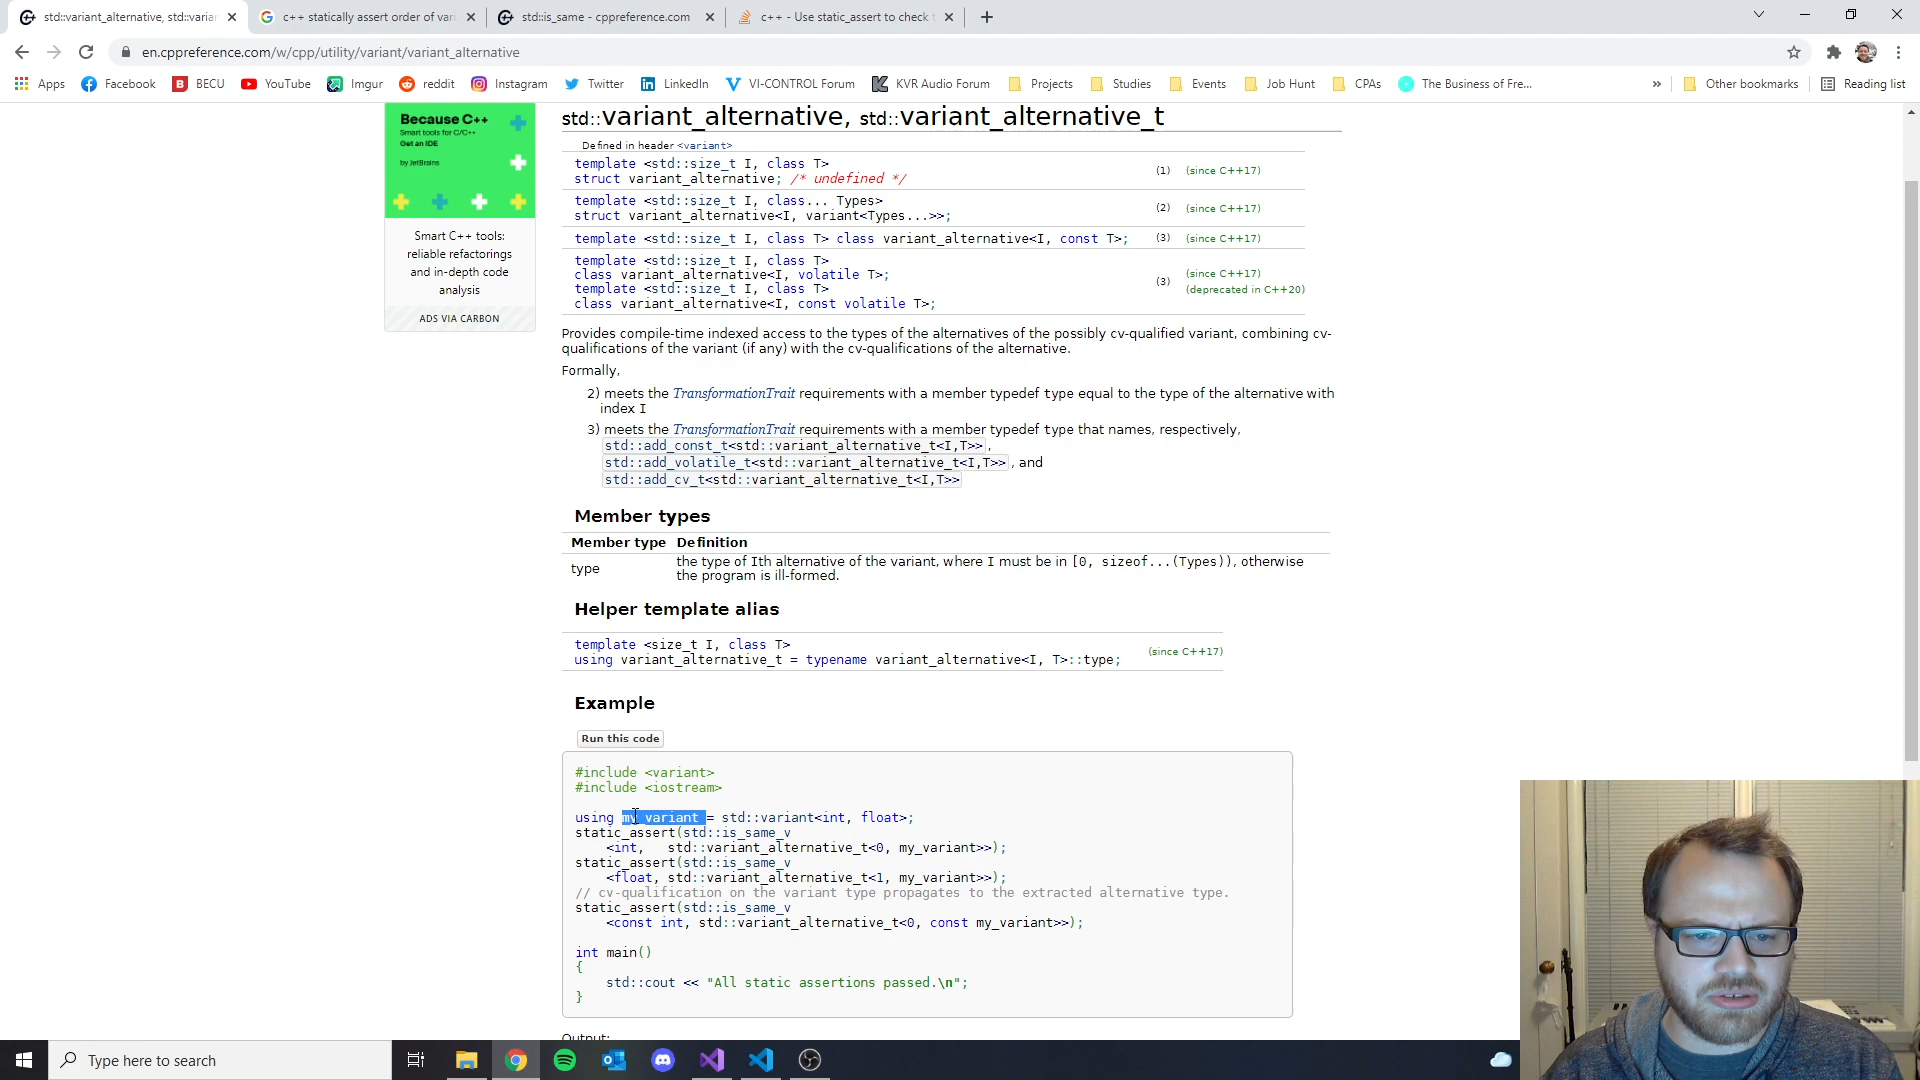 std::variant_alternative, std::varian
c++ statically assert order of vari
std::is_same - cppreference.com
c++ - Use static_assert to check t
en.cppreference.com/w/cpp/utility/variant/variant_alternative
Apps
Facebook
BECU
YouTube
Imgur
reddit
Instagram
Twitter
LinkedIn
VI-CONTROL Forum
KVR Audio Forum
Projects
Studies
Events
Job Hunt
CPAs
The Business of Fre...
»
Other bookmarks
Reading list
Because C++
Smart tools for C/C++
Get an IDE
by JetBrains
Smart C++ tools:
reliable refactorings
and in-depth code
analysis
ADS VIA CARBON
std::variant_alternative, std::variant_alternative_t
Defined in header <variant>
template <std::size_t I, class T>
struct variant_alternative; /* undefined */
(1) (since C++17)
template <std::size_t I, class... Types>
struct variant_alternative<I, variant<Types...>>;
(2) (since C++17)
template <std::size_t I, class T> class variant_alternative<I, const T>; (3) (since C++17)
template <std::size_t I, class T>
class variant_alternative<I, volatile T>;
template <std::size_t I, class T>
class variant_alternative<I, const volatile T>;
(3) (since C++17)
(deprecated in C++20)
Provides compile-time indexed access to the types of the alternatives of the possibly cv-qualified variant, combining cv-
qualifications of the variant (if any) with the cv-qualifications of the alternative.
Formally,
2) meets the TransformationTrait requirements with a member typedef type equal to the type of the alternative with
index I
3) meets the TransformationTrait requirements with a member typedef type that names, respectively,
std::add_const_t<std::variant_alternative_t<I,T>>,
std::add_volatile_t<std::variant_alternative_t<I,T>>, and
std::add_cv_t<std::variant_alternative_t<I,T>>
Member types
Member type Definition
type
the type of Ith alternative of the variant, where I must be in [0, sizeof...(Types)), otherwise
the program is ill-formed.
Helper template alias
template <size_t I, class T>
using variant_alternative_t = typename variant_alternative<I, T>::type;
(since C++17)
Example
Run this code
#include <variant>
#include <iostream>
using my_variant = std::variant<int, float>;
static_assert(std::is_same_v
<int,   std::variant_alternative_t<0, my_variant>>);
static_assert(std::is_same_v
<float, std::variant_alternative_t<1, my_variant>>);
// cv-qualification on the variant type propagates to the extracted alternative type.
static_assert(std::is_same_v
<const int, std::variant_alternative_t<0, const my_variant>>);
int main()
{
std::cout << "All static assertions passed.\n";
}
Output:
Type here to search